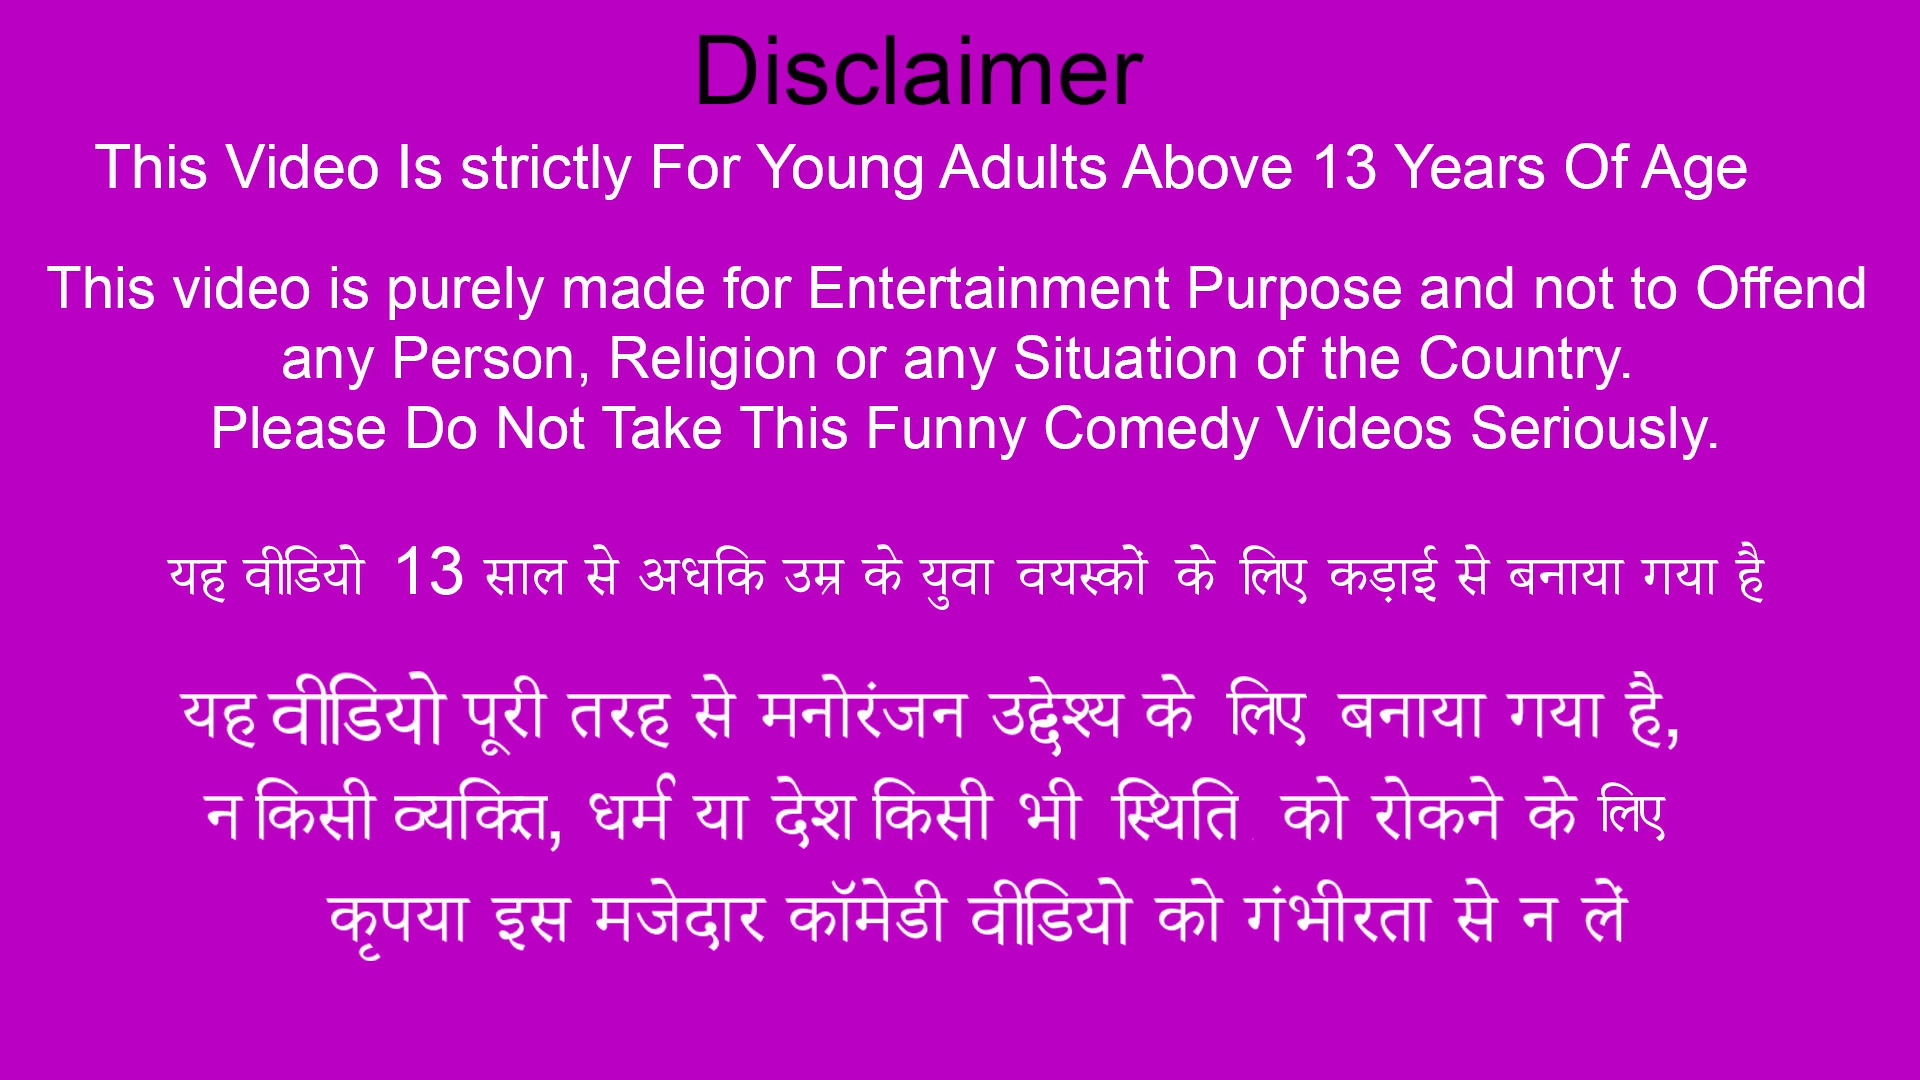 Disclaimer
This Video Is strictly For Young Adults Above 13 Years Of Age
This video is purely made for Entertainment Purpose and not to Offend
any Person, Religion or any Situation of the Country.
Please Do Not Take This Funny Comedy Videos Seriously.
यह वीडियो 13 साल से अधकि उम्र के युवा वयस्कों के लिए कड़ाई से बनाया गया है
यह वीडियो पूरी तरह से मनोरंजन उद्देश्य के लिए बनाया गया है,
न किसी व्यक्ति, धर्म या देश किसी भी स्थिति को रोकने के लिए
कृपया इस मजेदार कॉमेडी वीडियो को गंभीरता से न लें